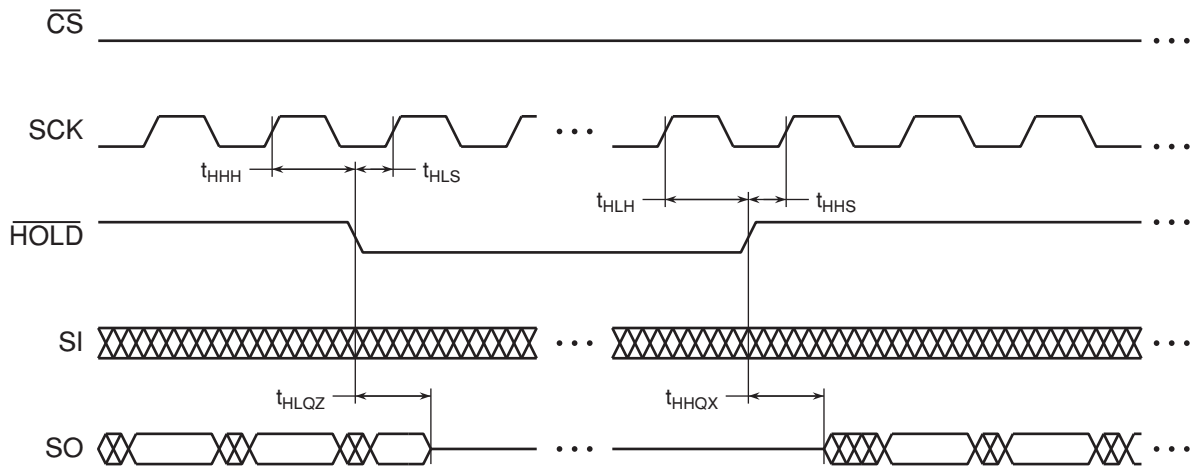 CS
SCK
tHHH
tHLS
tHLH
tHHS
HOLD
SI
tHLQZ
tHHQX
SO